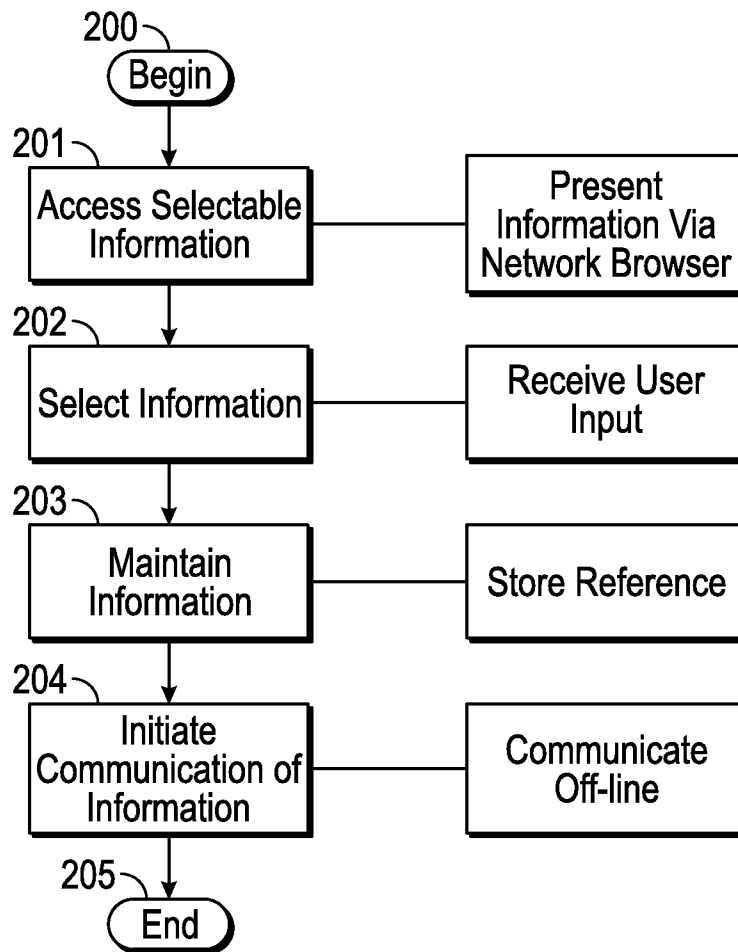 200
Begin
201
Access Selectable
Information
Present
Information Via
Network Browser
202
Select Information
Receive User
Input
203
Maintain
Information
Store Reference
204
Initiate
Communication of
Information
Communicate
Off-line
205
End